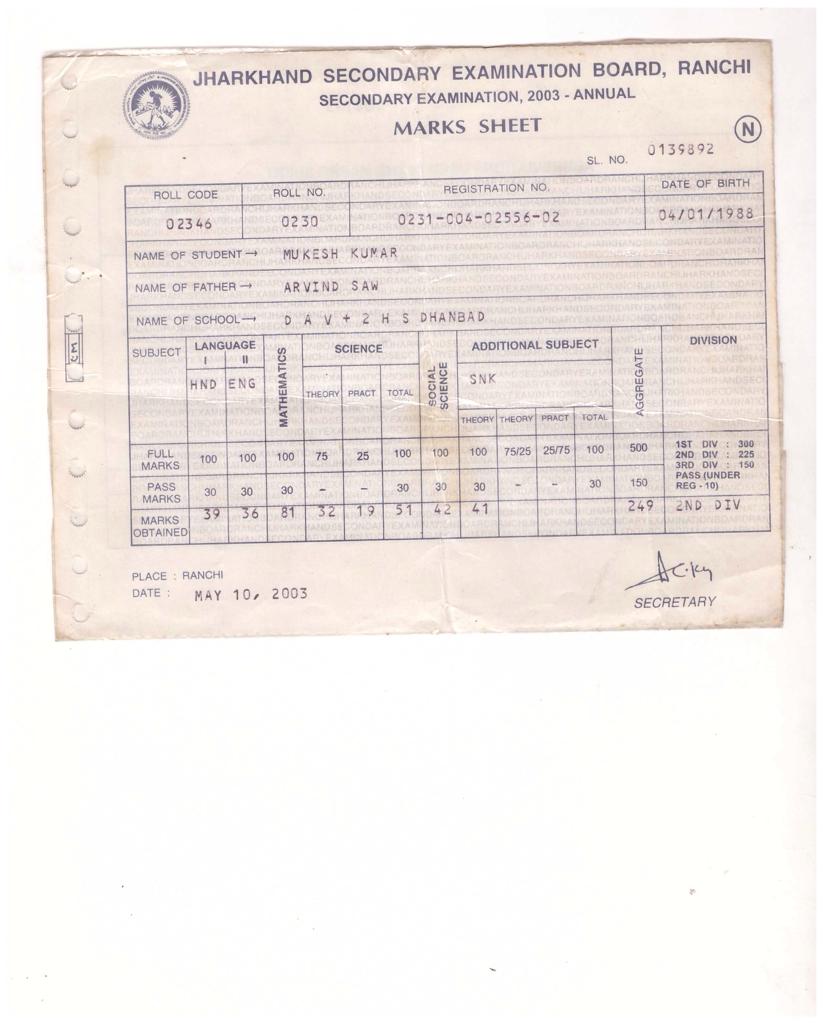 JHARKHAND SECONDARY EXAMINATION BOARD, RANCHI
SECONDARY EXAMINATION, 2003 - ANNUAL
MARKS SHEET
N
SL. NO. 0139892
ROLL CODE ROLL NO. REGISTRATION NO. DATE OF BIRTH
02346 0230 0231-004-02556-02 04/01/1988
NAME OF STUDENT → MUKESH KUMAR
NAME OF FATHER → ARVIND SAW
NAME OF SCHOOL → D A V + 2 H S DHANBAD
SUBJECT LANGUAGE I II MATHEMATICS SCIENCE SOCIAL SCIENCE ADDITIONAL SUBJECT AGGREGATE DIVISION
HND ENG THEORY PRACT TOTAL SNK
THEORY THEORY PRACT TOTAL
FULL MARKS 100 100 100 75 25 100 100 100 75/25 25/75 100 500
1ST DIV : 300
2ND DIV : 225
3RD DIV : 150
PASS (UNDER
REG - 10)
PASS MARKS 30 30 30 – – 30 30 30 – – 30 150
MARKS OBTAINED 39 36 81 32 19 51 42 41 249 2ND DIV
PLACE : RANCHI
DATE : MAY 10, 2003
SECRETARY